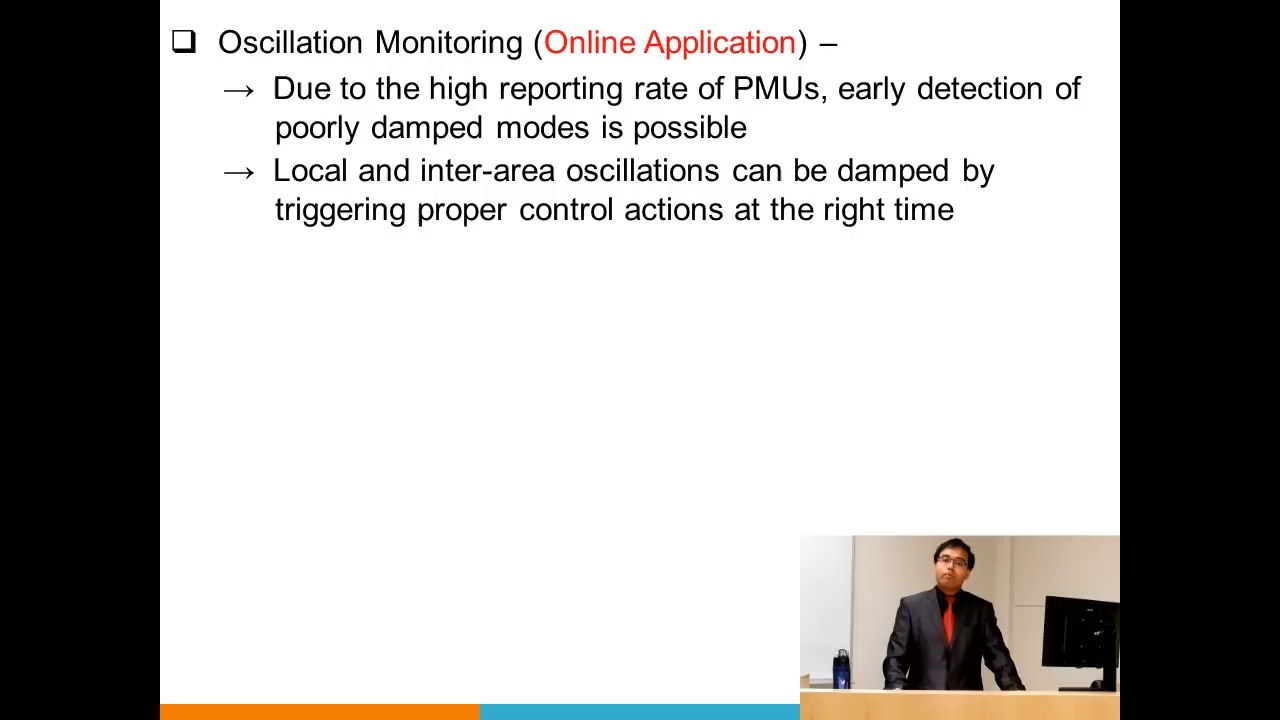 ❑ Oscillation Monitoring (Online Application) –
→ Due to the high reporting rate of PMUs, early detection of
poorly damped modes is possible
→ Local and inter-area oscillations can be damped by
triggering proper control actions at the right time